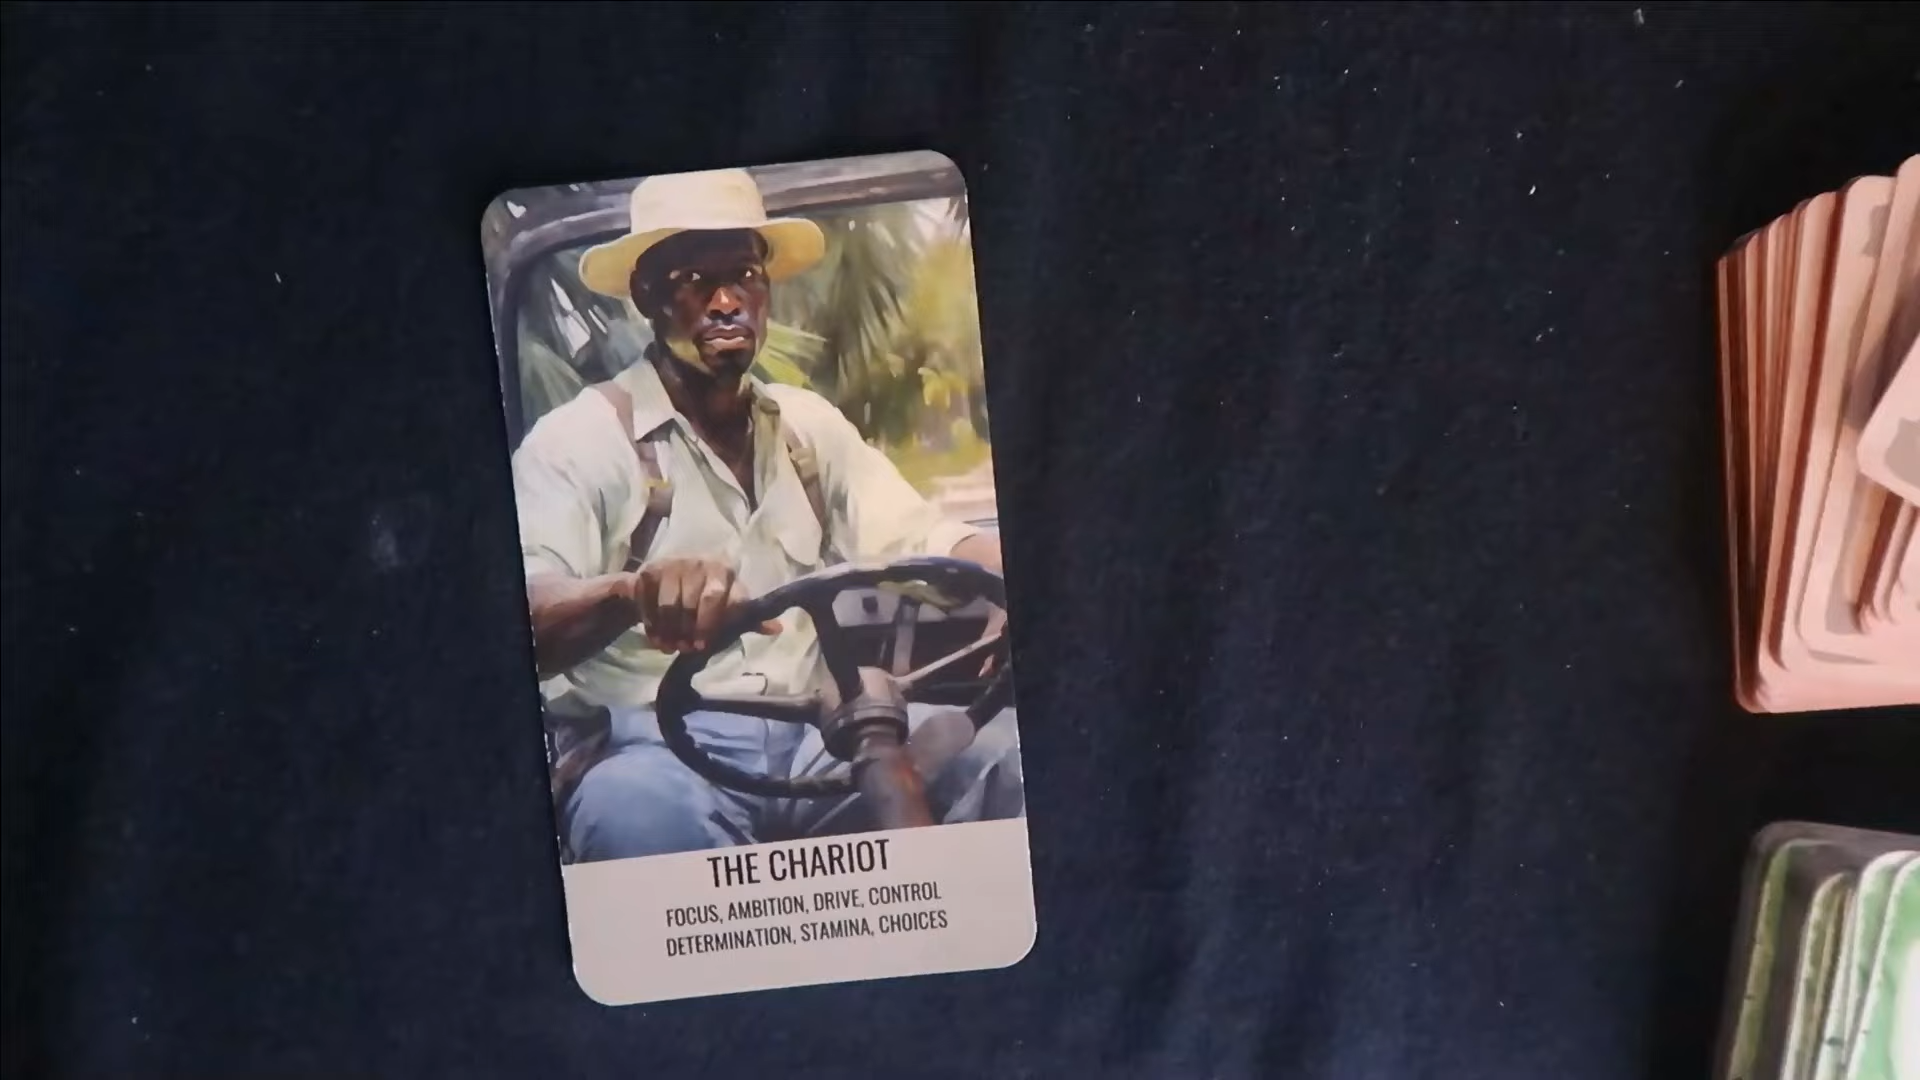 THE CHARIOT
FOCUS, AMBITION, DRIVE, CONTROL
DETERMINATION, STAMINA, CHOICES